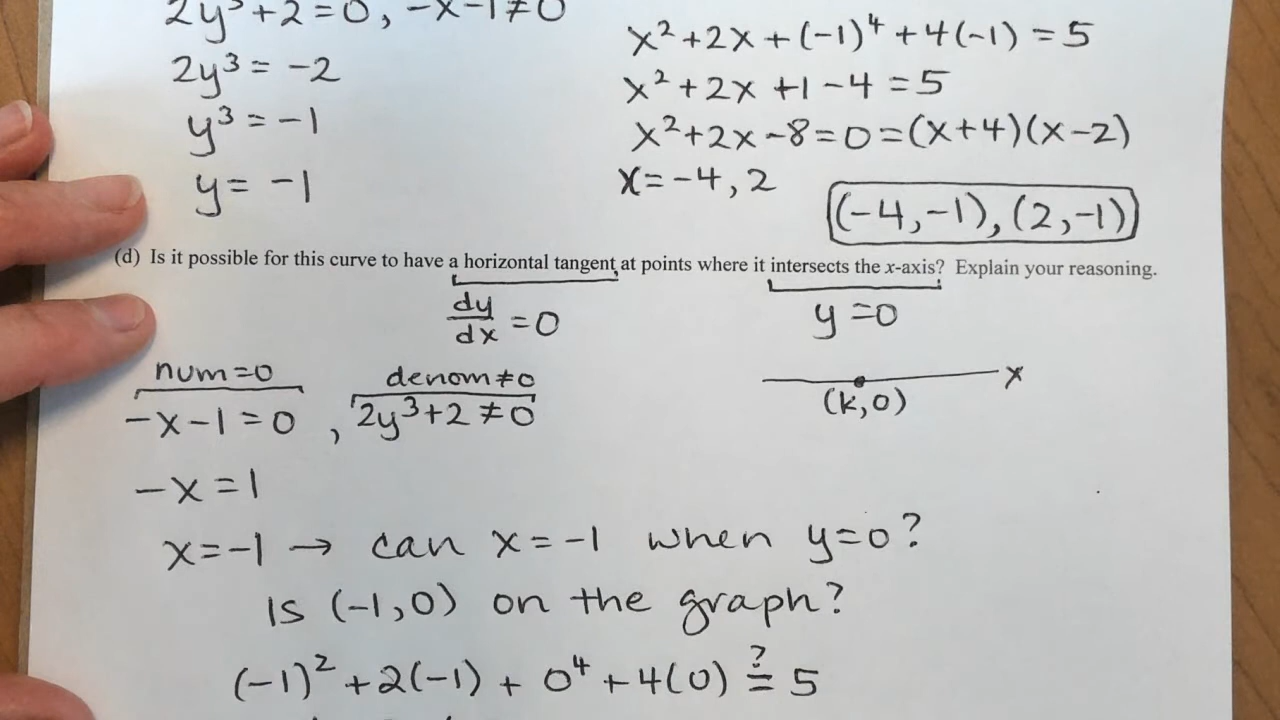 2y³+2=0, -x-1≠0
2y³ = -2
y³ = -1
y = -1
x²+2x+(-1)⁴+4(-1) = 5
x²+2x+1-4 = 5
x²+2x-8=0=(x+4)(x-2)
x=-4, 2
(-4,-1), (2,-1)
(d) Is it possible for this curve to have a horizontal tangent at points where it intersects the x-axis? Explain your reasoning.
dy/dx = 0
y=0
num=0
denom≠0
-x-1=0 , 2y³+2≠0
x
(k,0)
-x=1
x=-1 → can x=-1 when y=0?
Is (-1,0) on the graph?
(-1)²+2(-1)+0⁴+4(0) ≟ 5